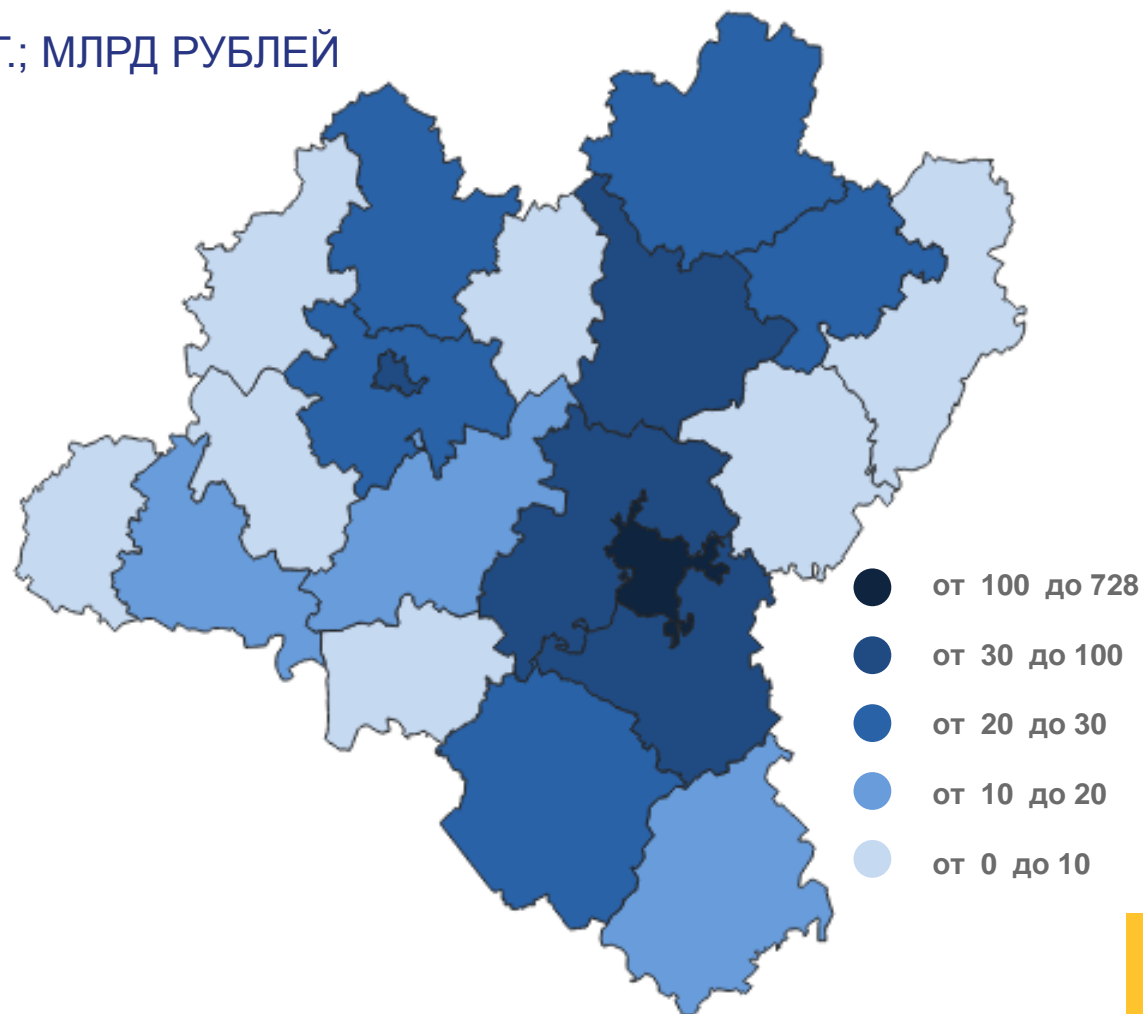 Г.; МЛРД РУБЛЕЙ
от 100 до 728
от 30 до 100
от 20 до 30
от 10 до 20
от 0 до 10